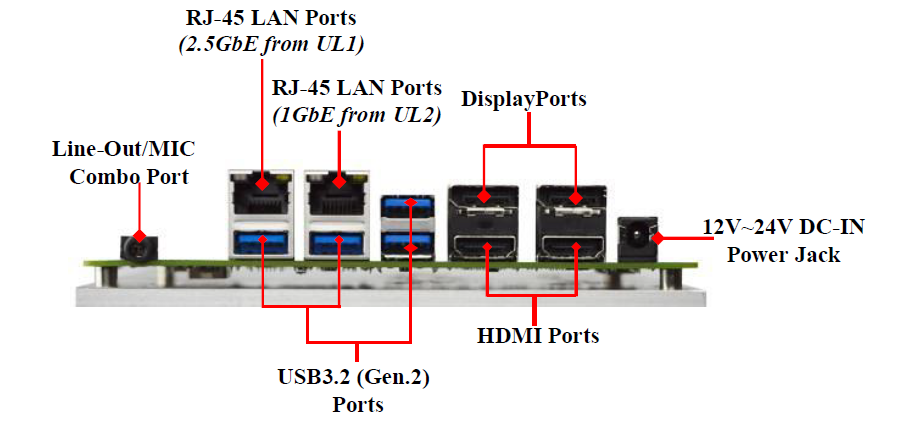 RJ-45 LAN Ports
(2.5GbE from UL1)
RJ-45 LAN Ports
(1GbE from UL2)
DisplayPorts
Line-Out/MIC
Combo Port
12V~24V DC-IN
Power Jack
HDMI Ports
USB3.2 (Gen.2)
Ports